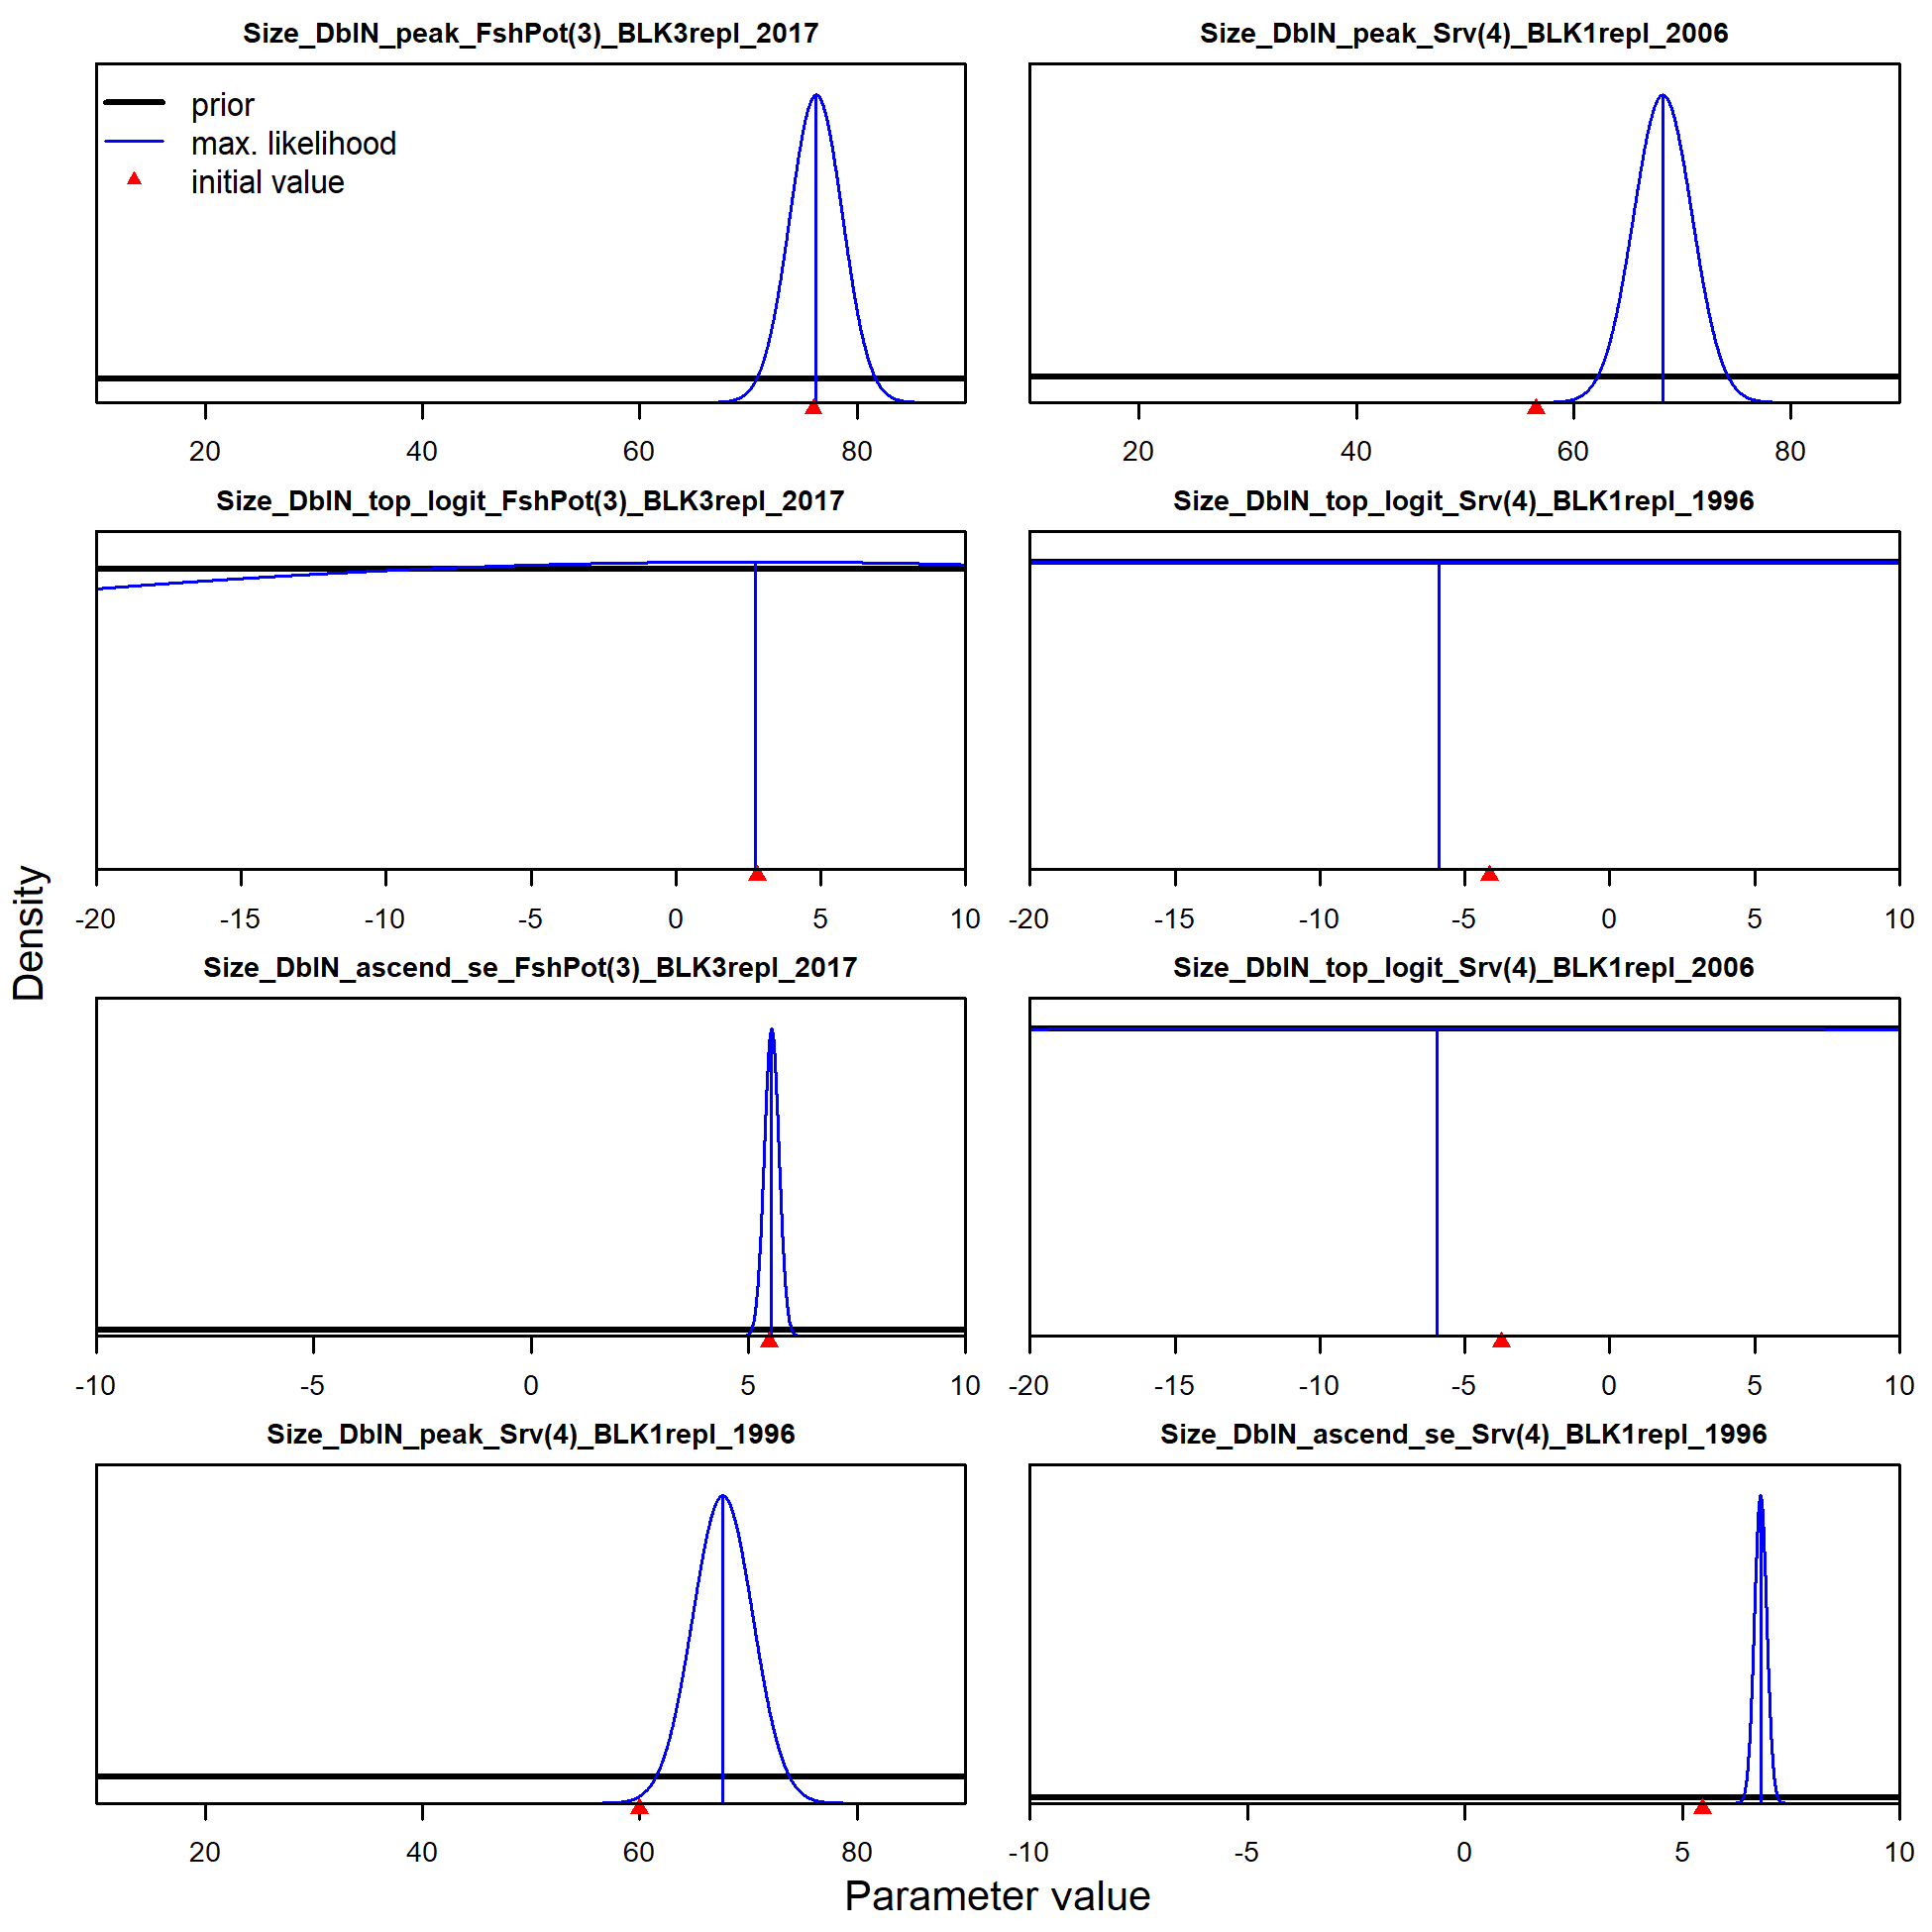 Size_DblN_peak_FshPot(3)_BLK3repl_2017
prior
max. likelihood
initial value
20 40 60 80
Size_DblN_peak_Srv(4)_BLK1repl_2006
20 40 60 80
Size_DblN_top_logit_FshPot(3)_BLK3repl_2017
-20 -15 -10 -5 0 5 10
Size_DblN_top_logit_Srv(4)_BLK1repl_1996
-20 -15 -10 -5 0 5 10
Density
Size_DblN_ascend_se_FshPot(3)_BLK3repl_2017
-10 -5 0 5 10
Size_DblN_top_logit_Srv(4)_BLK1repl_2006
-20 -15 -10 -5 0 5 10
Size_DblN_peak_Srv(4)_BLK1repl_1996
20 40 60 80
Size_DblN_ascend_se_Srv(4)_BLK1repl_1996
-10 -5 0 5 10
Parameter value